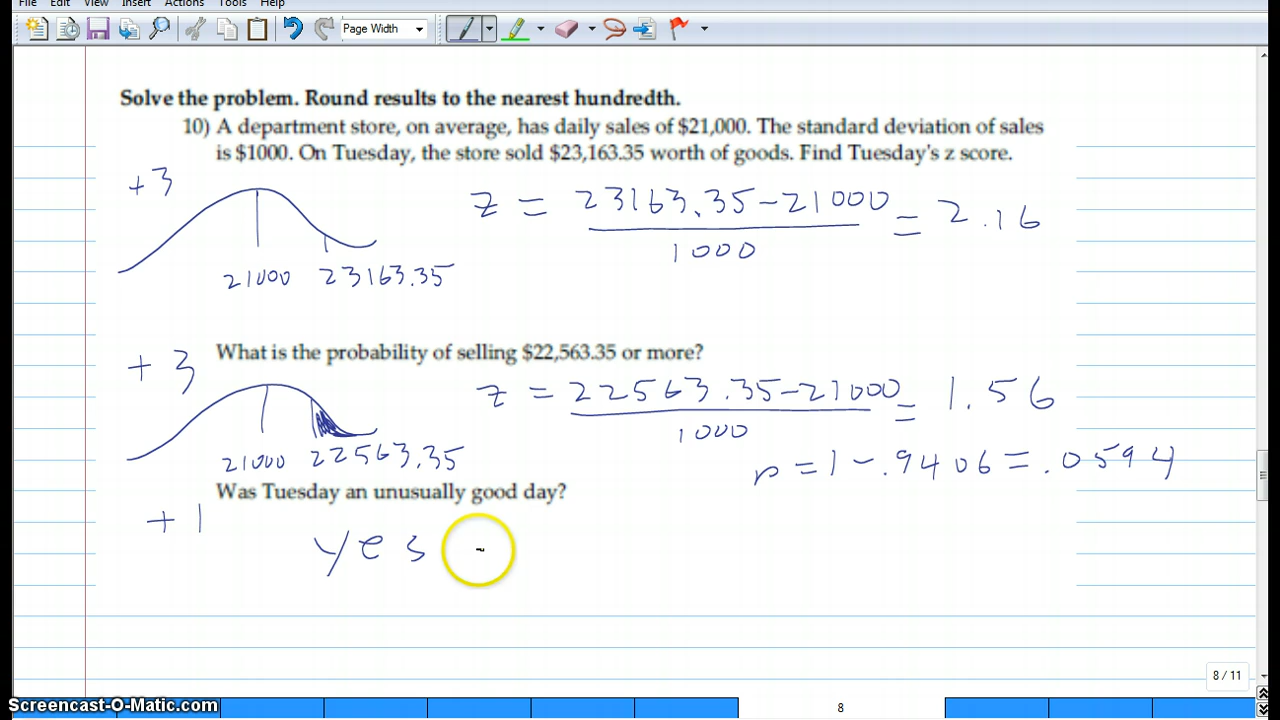 File Edit View Insert Actions Tools Help
Page Width
Solve the problem. Round results to the nearest hundredth.
10) A department store, on average, has daily sales of $21,000. The standard deviation of sales
is $1000. On Tuesday, the store sold $23,163.35 worth of goods. Find Tuesday's z score.
+3
z = 23163.35-21000 = 2.16
1000
21000 23163.35
What is the probability of selling $22,563.35 or more?
+3
z = 22563.35-21000 = 1.56
1000
21000 22563.35
p=1-.9406=.0594
Was Tuesday an unusually good day?
+1
yes
8 / 11
Screencast-O-Matic.com
8